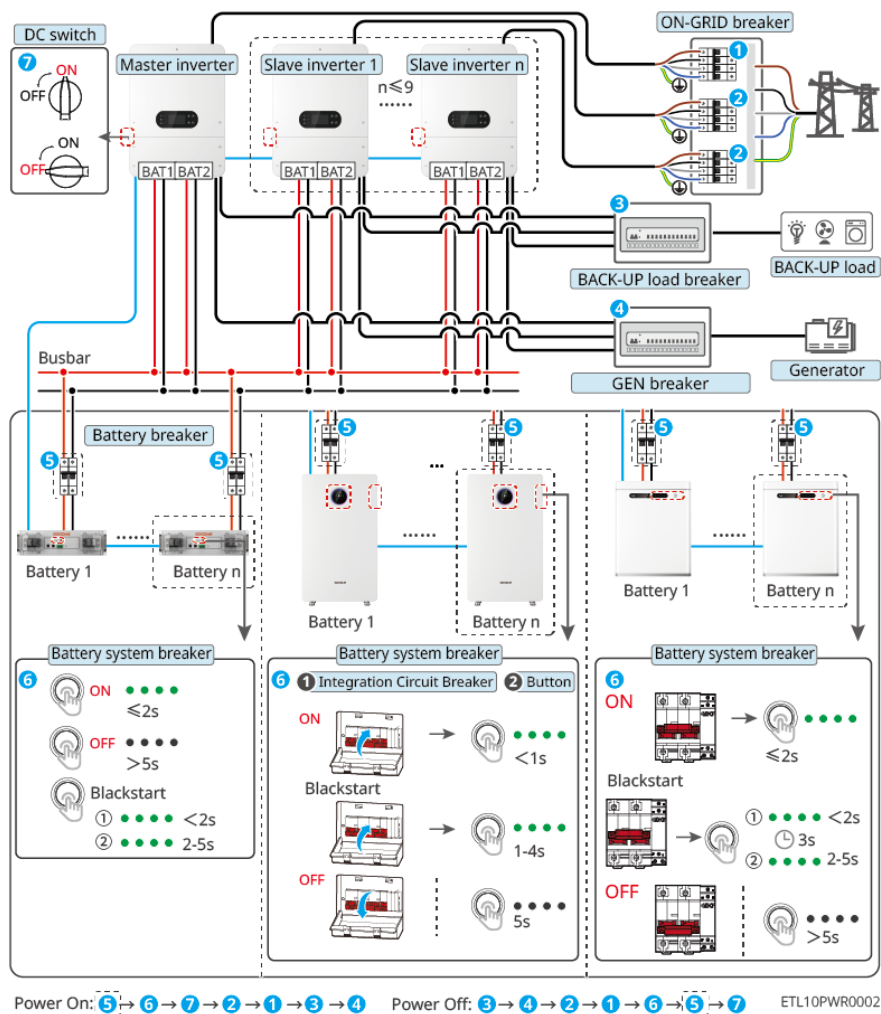 DC switch
ON-GRID breaker
7
ON
OFF
ON
OFF
Master inverter
Slave inverter 1
Slave inverter n
n≤9
......
BAT1 BAT2
BAT1 BAT2
BAT1 BAT2
1
2
2
3
BACK-UP load breaker
BACK-UP load
4
GEN breaker
Generator
Busbar
Battery breaker
5
5
......
Battery 1
Battery n
5
5
...
......
Battery 1
Battery n
5
5
......
Battery 1
Battery n
Battery system breaker
6
ON
≤2s
OFF
>5s
Blackstart
① <2s
② 2-5s
Battery system breaker
6
1 Integration Circuit Breaker
2 Button
ON
<1s
Blackstart
1-4s
OFF
5s
Battery system breaker
6
ON
≤2s
Blackstart
① <2s
3s
② 2-5s
OFF
>5s
Power On: 5 → 6 → 7 → 2 → 1 → 3 → 4
Power Off: 3 → 4 → 2 → 1 → 6 → 5 → 7
ETL10PWR0002